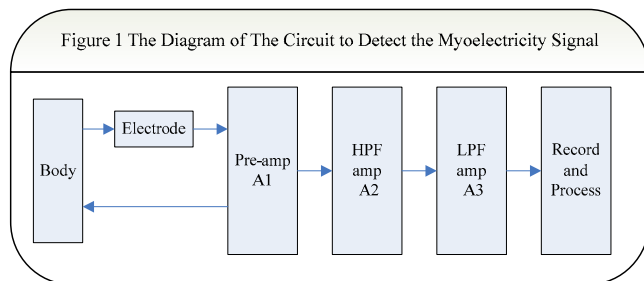 Figure 1 The Diagram of The Circuit to Detect the Myoelectricity Signal
Body
Electrode
Pre-amp
A1
HPF
amp
A2
LPF
amp
A3
Record
and
Process